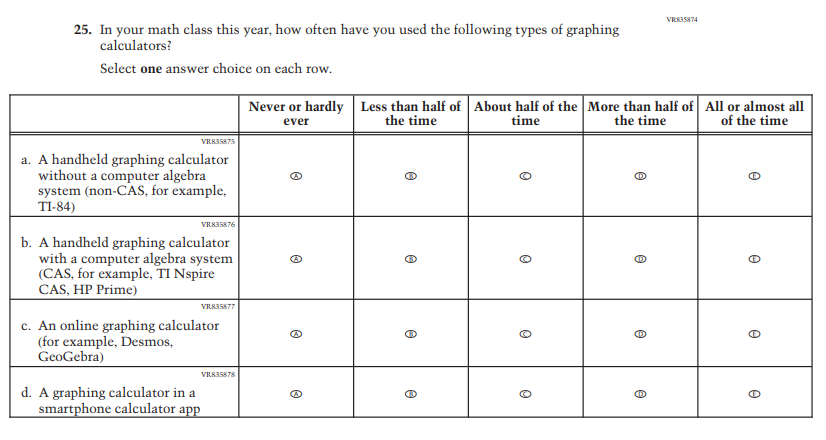 VR835874
25. In your math class this year, how often have you used the following types of graphing
calculators?
Select one answer choice on each row.
Never or hardly
ever
Less than half of
the time
About half of the
time
More than half of
the time
All or almost all
of the time
VR835875
a. A handheld graphing calculator
without a computer algebra
system (non-CAS, for example,
TI-84)
A B C D E
VR835876
b. A handheld graphing calculator
with a computer algebra system
(CAS, for example, TI Nspire
CAS, HP Prime)
A B C D E
VR835877
c. An online graphing calculator
(for example, Desmos,
GeoGebra)
A B C D E
VR835878
d. A graphing calculator in a
smartphone calculator app
A B C D E